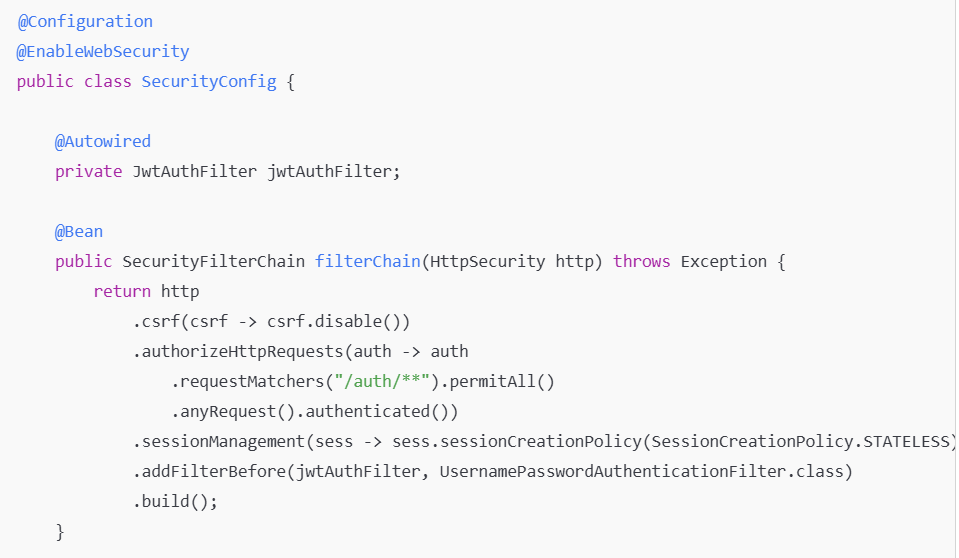 @Configuration
@EnableWebSecurity
public class SecurityConfig {
@Autowired
private JwtAuthFilter jwtAuthFilter;
@Bean
public SecurityFilterChain filterChain(HttpSecurity http) throws Exception {
return http
.csrf(csrf -> csrf.disable())
.authorizeHttpRequests(auth -> auth
.requestMatchers("/auth/**").permitAll()
.anyRequest().authenticated())
.sessionManagement(sess -> sess.sessionCreationPolicy(SessionCreationPolicy.STATELESS)
.addFilterBefore(jwtAuthFilter, UsernamePasswordAuthenticationFilter.class)
.build();
}